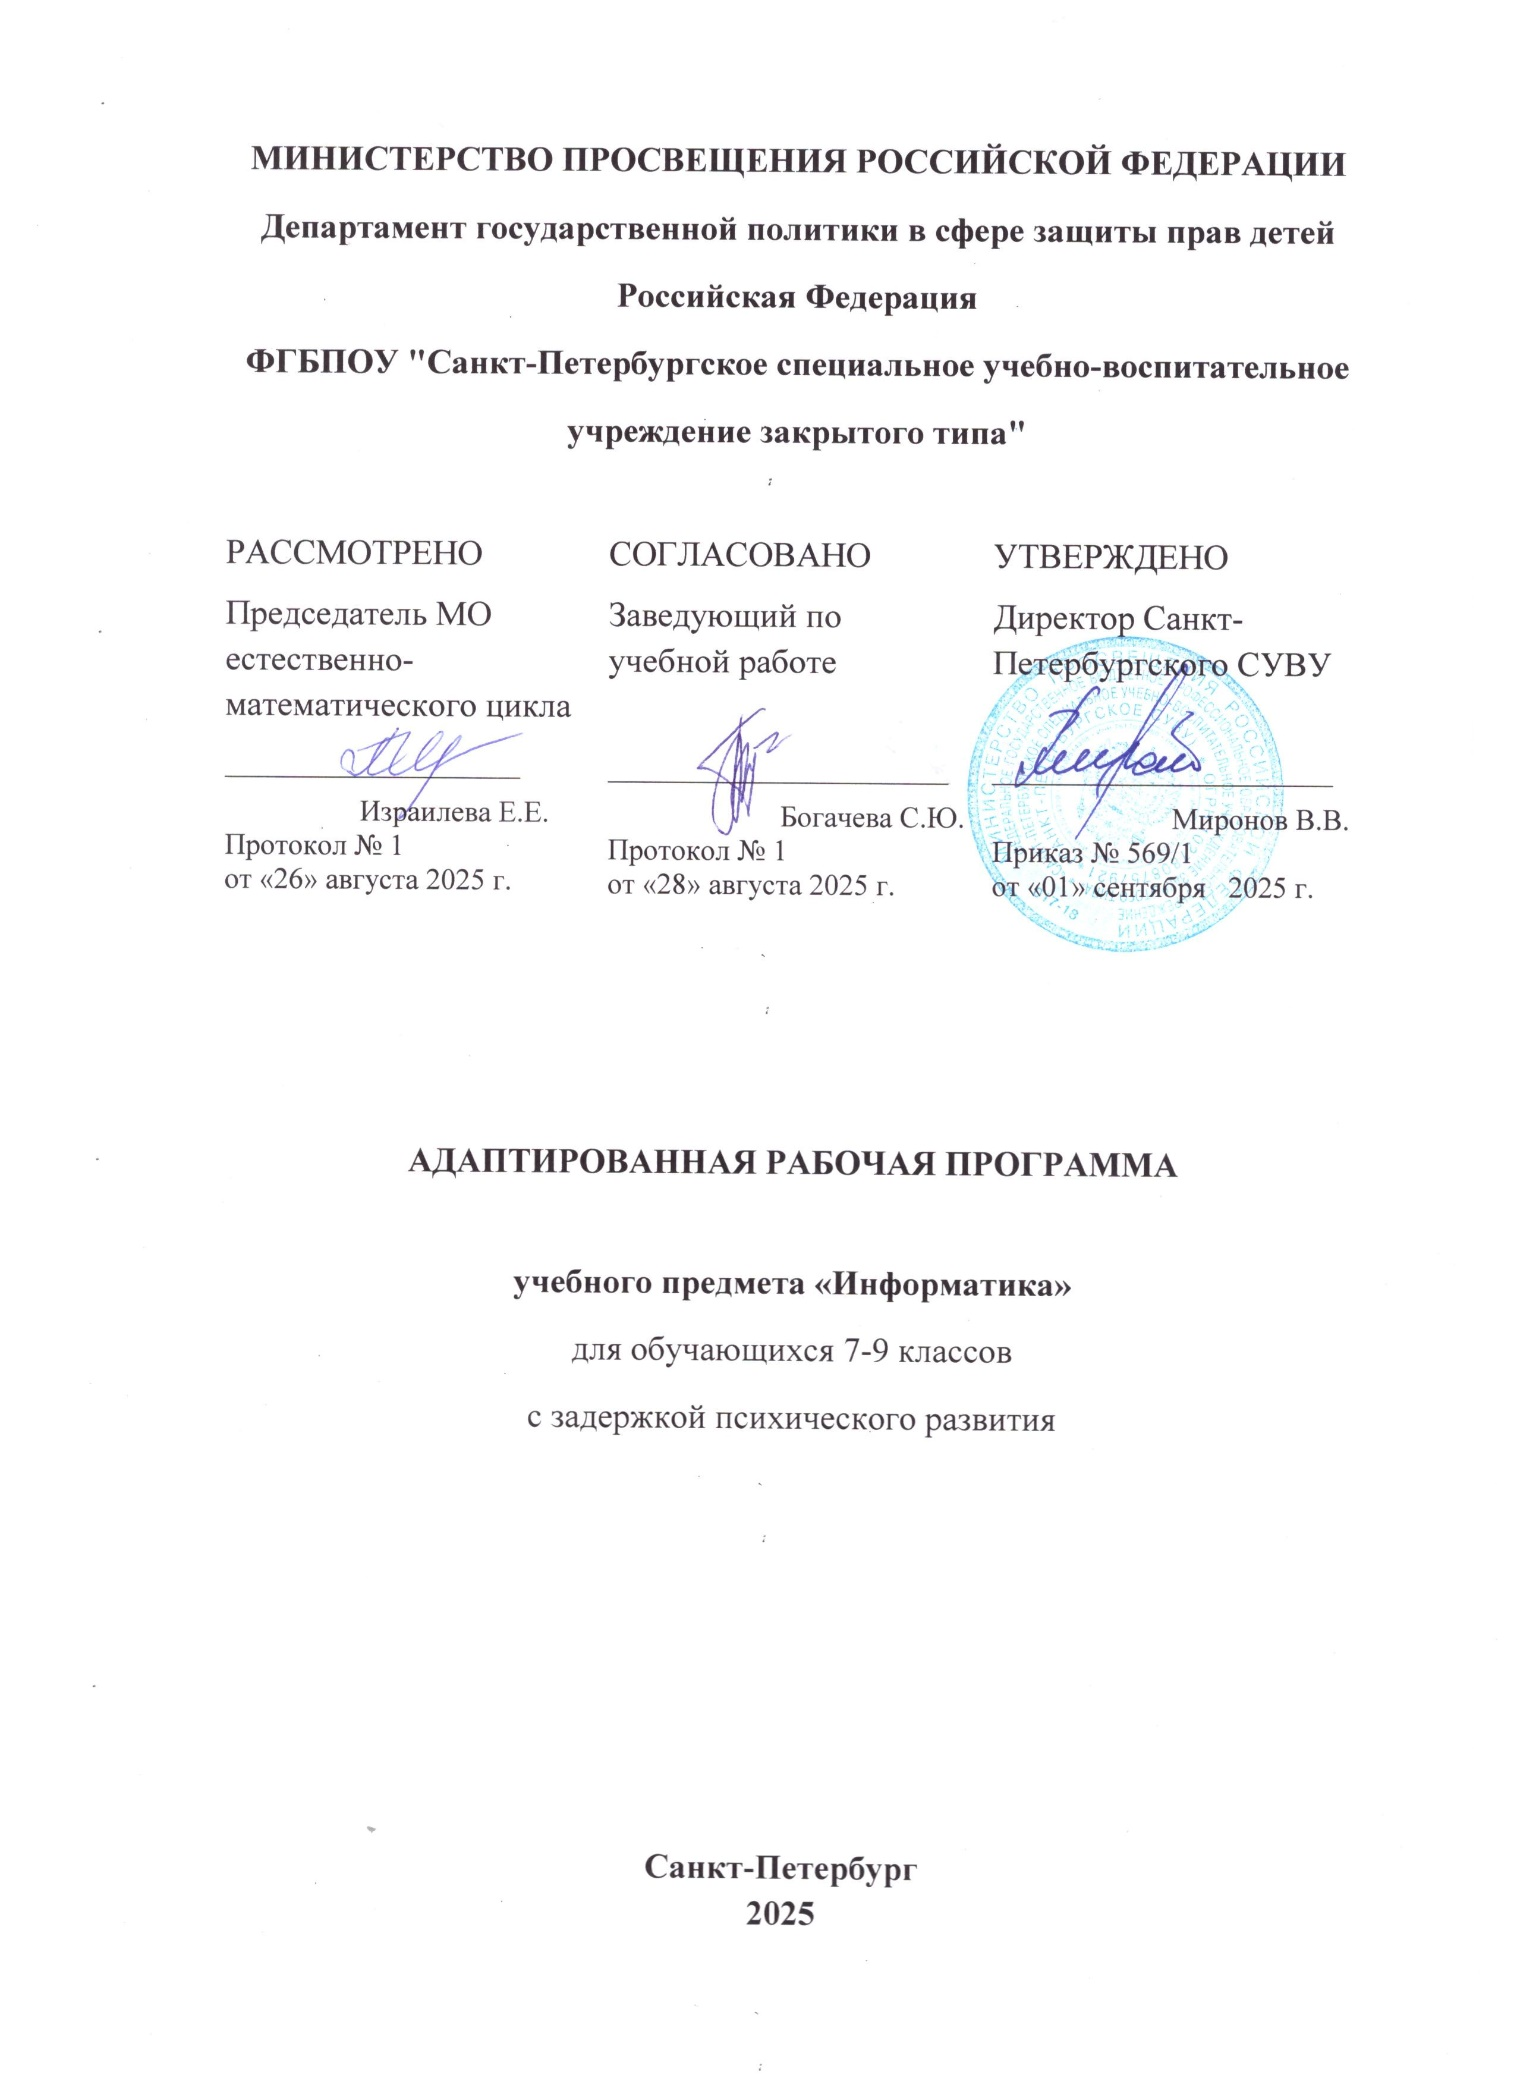 МИНИСТЕРСТВО ПРОСВЕЩЕНИЯ РОССИЙСКОЙ ФЕДЕРАЦИИ
Департамент государственной политики в сфере защиты прав детей
Российская Федерация
ФГБПОУ "Санкт-Петербургское специальное учебно-воспитательное
учреждение закрытого типа"
РАССМОТРЕНО
Председатель МО
естественно-
математического цикла
Израилева Е.Е.
Протокол № 1
от «26» августа 2025 г.
СОГЛАСОВАНО
Заведующий по
учебной работе
Богачева С.Ю.
Протокол № 1
от «28» августа 2025 г.
УТВЕРЖДЕНО
Директор Санкт-
Петербургского СУВУ
Миронов В.В.
Приказ № 569/1
от «01» сентября 2025 г.
АДАПТИРОВАННАЯ РАБОЧАЯ ПРОГРАММА
учебного предмета «Информатика»
для обучающихся 7-9 классов
с задержкой психического развития
Санкт-Петербург
2025